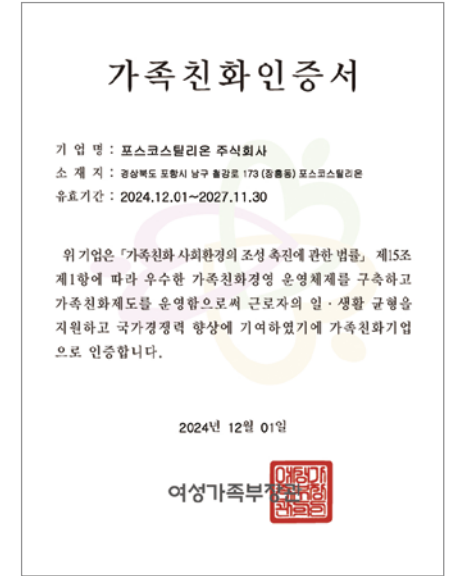 가족친화인증서
기 업 명 : 포스코스틸리온 주식회사
소 재 지 : 경상북도 포항시 남구 철강로 173 (장흥동) 포스코스틸리온
유효기간 : 2024.12.01~2027.11.30
위 기업은 「가족친화 사회환경의 조성 촉진에 관한 법률」 제15조
제1항에 따라 우수한 가족친화경영 운영체제를 구축하고
가족친화제도를 운영함으로써 근로자의 일 · 생활 균형을
지원하고 국가경쟁력 향상에 기여하였기에 가족친화기업
으로 인증합니다.
2024년 12월 01일
여성가족부장관